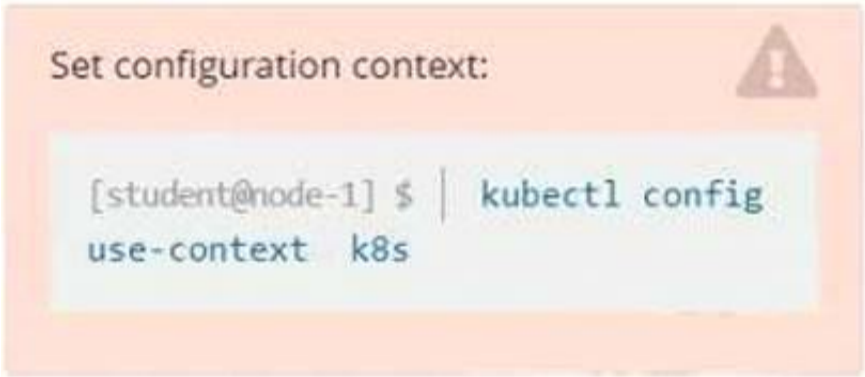 Set configuration context:
[student@node-1] $ | kubectl config
use-context k8s